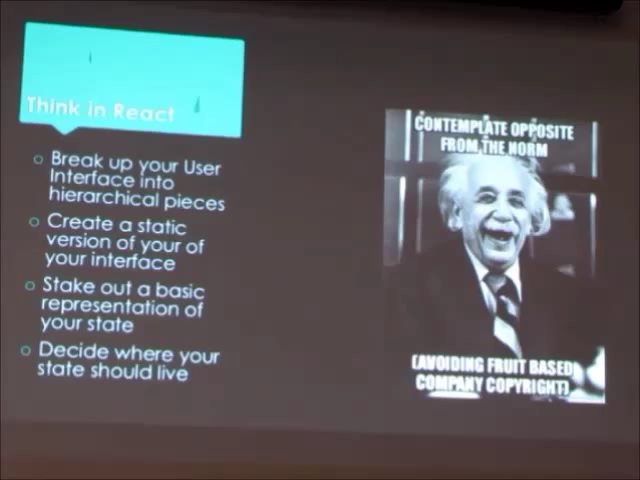 Think in React
Break up your User
Interface into
hierarchical pieces
Create a static
version of your of
your interface
Stake out a basic
representation of
your state
Decide where your
state should live
CONTEMPLATE OPPOSITE
FROM THE NORM
(AVOIDING FRUIT BASED
COMPANY COPYRIGHT)